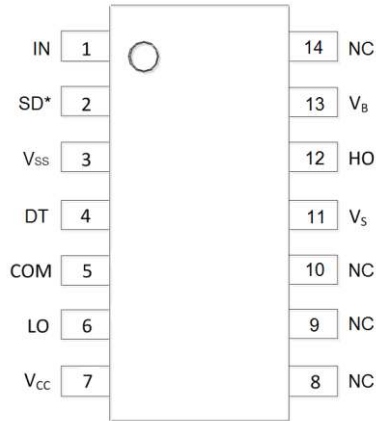 IN 1 14 NC
SD* 2 13 VB
VSS 3 12 HO
DT 4 11 VS
COM 5 10 NC
LO 6 9 NC
VCC 7 8 NC